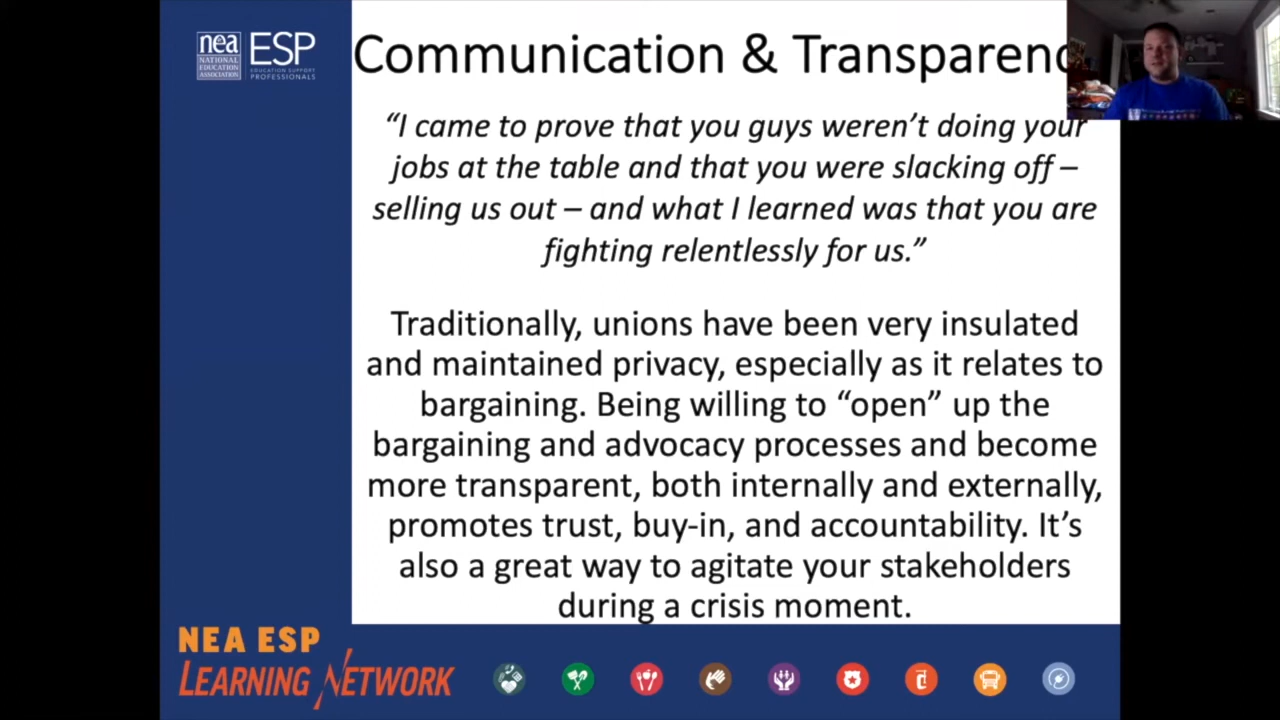 nea
NATIONAL
EDUCATION
ASSOCIATION
ESP
EDUCATION SUPPORT
PROFESSIONALS
Communication & Transparenc
“I came to prove that you guys weren’t doing your
jobs at the table and that you were slacking off –
selling us out – and what I learned was that you are
fighting relentlessly for us.”
Traditionally, unions have been very insulated
and maintained privacy, especially as it relates to
bargaining. Being willing to “open” up the
bargaining and advocacy processes and become
more transparent, both internally and externally,
promotes trust, buy-in, and accountability. It’s
also a great way to agitate your stakeholders
during a crisis moment.
NEA ESP
LEARNING NETWORK